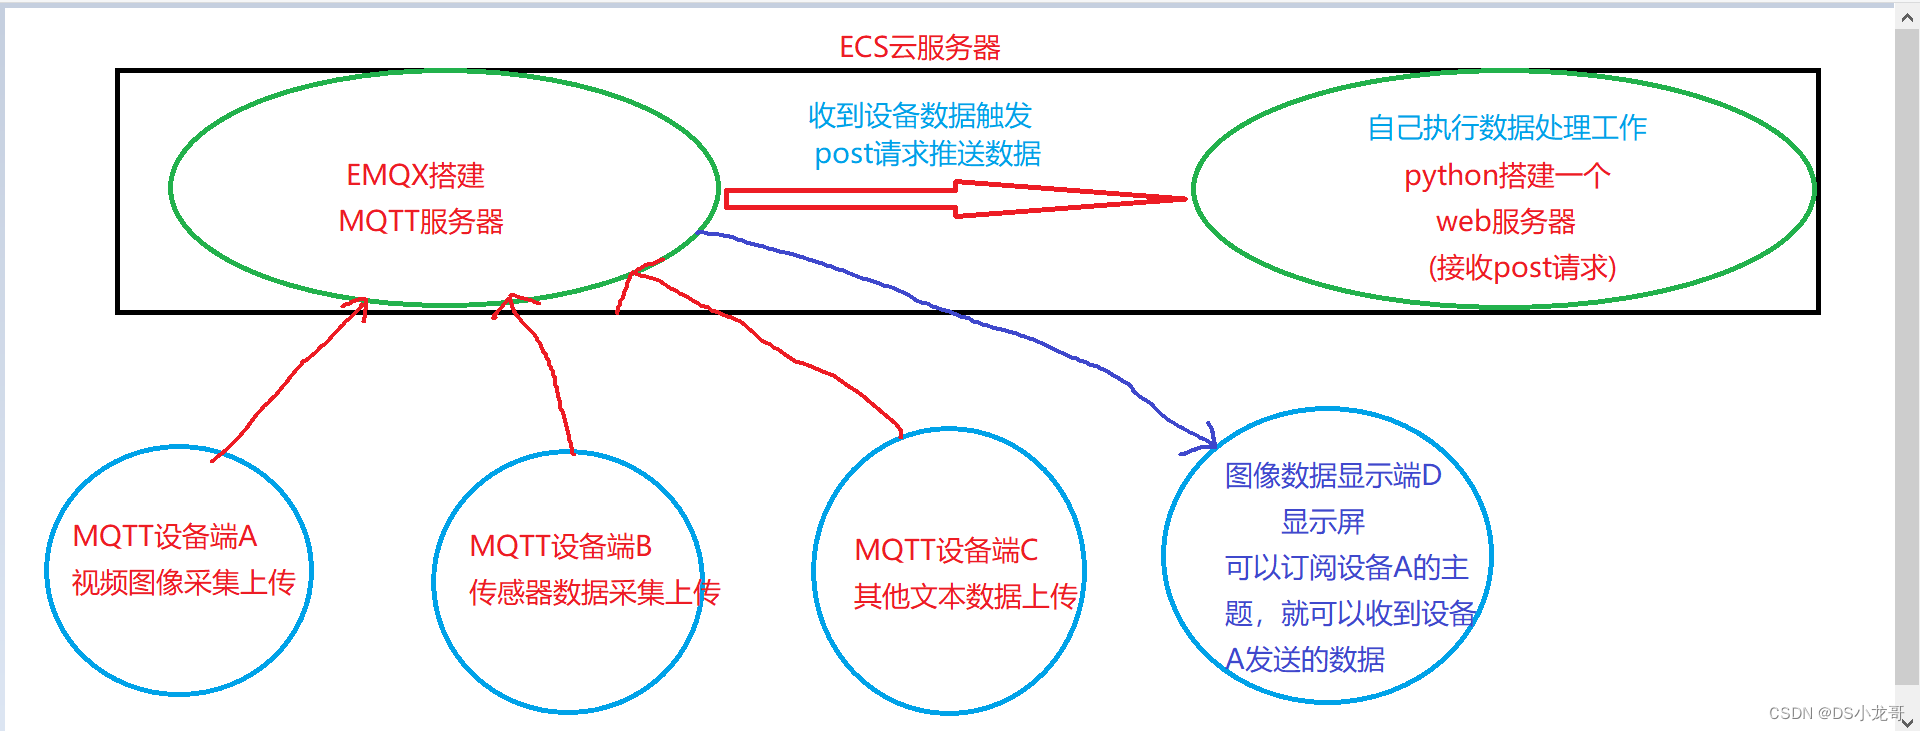 ECS云服务器
收到设备数据触发
post请求推送数据
EMQX搭建
MQTT服务器
自己执行数据处理工作
python搭建一个
web服务器
(接收post请求)
MQTT设备端A
视频图像采集上传
MQTT设备端B
传感器数据采集上传
MQTT设备端C
其他文本数据上传
图像数据显示端D
显示屏
可以订阅设备A的主
题，就可以收到设备
A发送的数据
CSDN @DS小龙哥